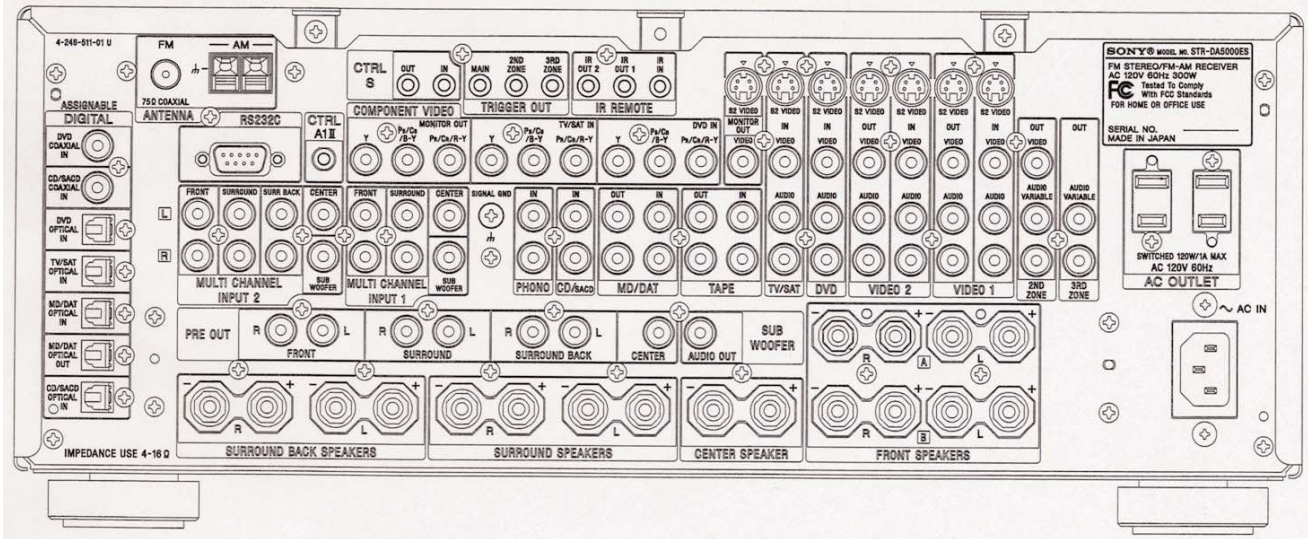 4-246-511-01 U
FM
AM
75Ω COAXIAL
ANTENNA
CTRL S
OUT
IN
MAIN
2ND ZONE
3RD ZONE
TRIGGER OUT
IR OUT 2
IR OUT 1
IR IN
IR REMOTE
S2 VIDEO
S2 VIDEO
S2 VIDEO
S2 VIDEO
S2 VIDEO
S2 VIDEO
S2 VIDEO
SONY® MODEL NO. STR-DA5000ES
FM STEREO/FM-AM RECEIVER
AC 120V 60Hz 300W
FC Tested To Comply
With FCC Standards
FOR HOME OR OFFICE USE
SERIAL NO.
MADE IN JAPAN
ASSIGNABLE
DIGITAL
DVD COAXIAL IN
CD/SACD COAXIAL IN
DVD OPTICAL IN
TV/SAT OPTICAL IN
MD/DAT OPTICAL IN
MD/DAT OPTICAL OUT
CD/SACD OPTICAL IN
RS232C
CTRL A1II
COMPONENT VIDEO
Y
PB/CB /B-Y
MONITOR OUT
PR/CR/R-Y
Y
PB/CB /B-Y
TV/SAT IN
PR/CR/R-Y
Y
PB/CB /B-Y
DVD IN
PR/CR/R-Y
MONITOR OUT
IN
IN
OUT
IN
OUT
IN
OUT
OUT
VIDEO
VIDEO
VIDEO
VIDEO
VIDEO
VIDEO
VIDEO
VIDEO
L
R
FRONT
SURROUND
SURR BACK
CENTER
SUB WOOFER
MULTI CHANNEL INPUT 2
FRONT
SURROUND
CENTER
SUB WOOFER
MULTI CHANNEL INPUT 1
SIGNAL GND
IN
PHONO
IN
CD/SACD
OUT
IN
MD/DAT
OUT
IN
TAPE
AUDIO
AUDIO
AUDIO
AUDIO
AUDIO
AUDIO
AUDIO VARIABLE
AUDIO VARIABLE
TV/SAT
DVD
VIDEO 2
VIDEO 1
2ND ZONE
3RD ZONE
SWITCHED 120W/1A MAX
AC 120V 60Hz
AC OUTLET
PRE OUT
R
L
FRONT
R
L
SURROUND
R
L
SURROUND BACK
CENTER
AUDIO OUT
SUB WOOFER
～ AC IN
− R +
− L +
A
− R +
− L +
B
FRONT SPEAKERS
− R +
− L +
SURROUND BACK SPEAKERS
− R +
− L +
SURROUND SPEAKERS
− +
CENTER SPEAKER
IMPEDANCE USE 4-16Ω